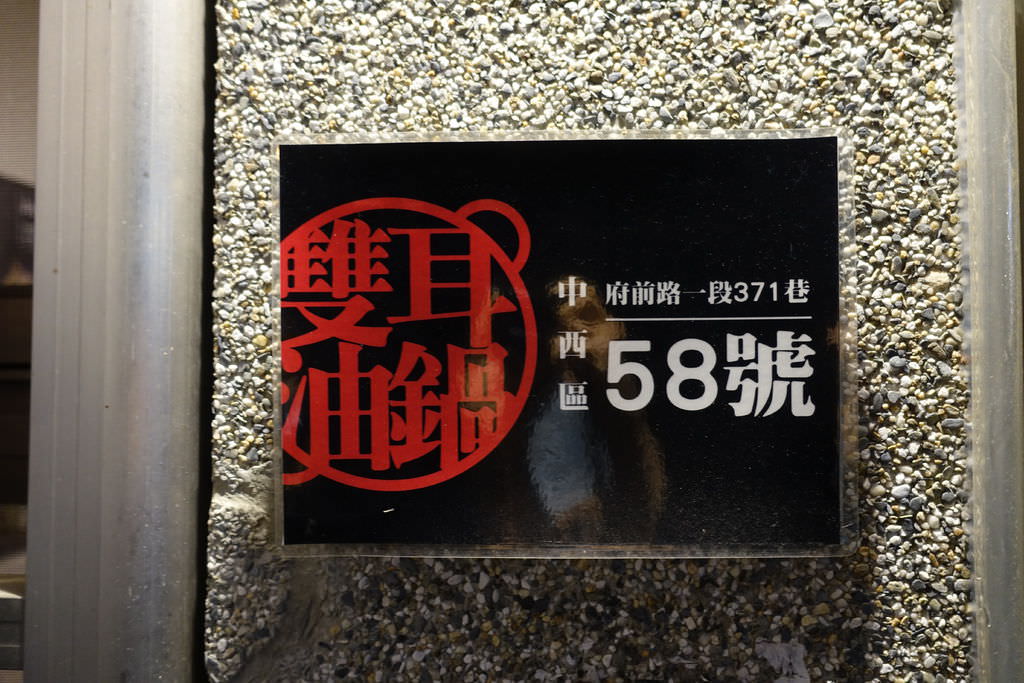 雙耳
油鍋
中西區
府前路一段371巷
58號